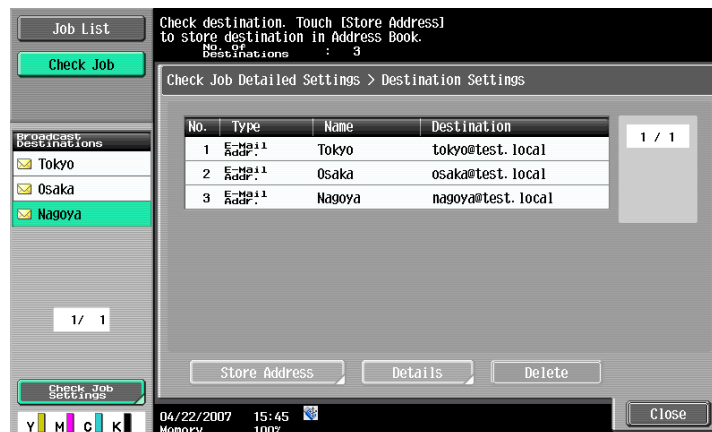 Job List
Check Job
Check destination. Touch [Store Address]
to store destination in Address Book.
No. of
Destinations : 3
Check Job Detailed Settings > Destination Settings
Broadcast
Destinations
Tokyo
Osaka
Nagoya
1/ 1
Check Job
Settings
Y M C K
No. Type Name Destination
1 E-Mail Addr. Tokyo tokyo@test.local
2 E-Mail Addr. Osaka osaka@test.local
3 E-Mail Addr. Nagoya nagoya@test.local
1 / 1
Store Address Details Delete
04/22/2007 15:45
Memory 100%
Close